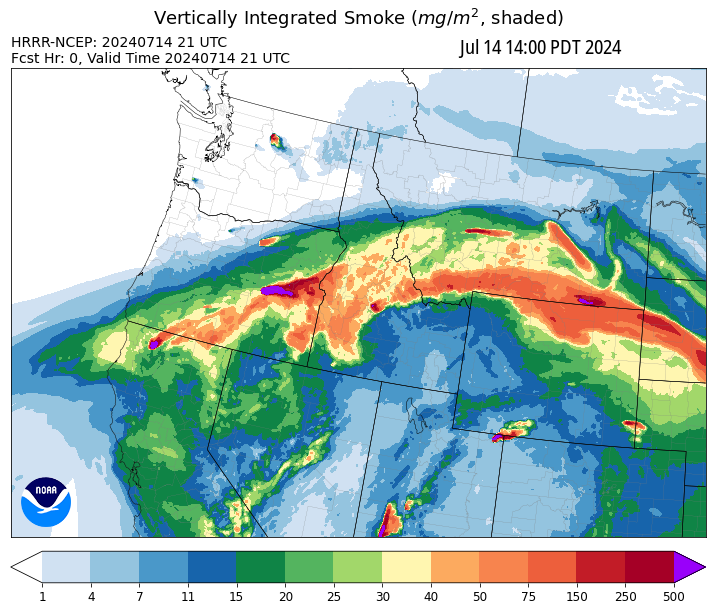 Vertically Integrated Smoke (mg/m², shaded)
HRRR-NCEP: 20240714 21 UTC
Jul 14 14:00 PDT 2024
Fcst Hr: 0, Valid Time 20240714 21 UTC
NOAA
1 4 7 11 15 20 25 30 40 50 75 150 250 500